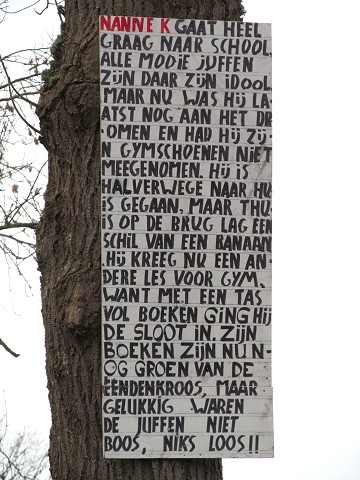 NANNE K GAAT HEEL
GRAAG NAAR SCHOOL.
ALLE MOOIE JUFFEN
ZIJN DAAR ZIJN IDOOL.
MAAR NU WAS HIJ LA-
ATST NOG AAN HET DR
OMEN EN HAD HIJ ZIJ-
N GYMSCHOENEN NIET
MEEGENOMEN. HIJ IS
HALVERWEGE NAAR HU
IS GEGAAN, MAAR THU-
IS OP DE BRUG LAG EEN
SCHIL VAN EEN BANAAN
.HIJ KREEG NU EEN AN-
DERE LES VOOR GYM.
WANT MET EEN TAS
VOL BOEKEN GING HIJ
DE SLOOT IN. ZIJN
BOEKEN ZIJN NU N-
OG GROEN VAN DE
EENDENKROOS, MAAR
GELUKKIG WAREN
DE JUFFEN NIET
BOOS, NIKS LOOS!!